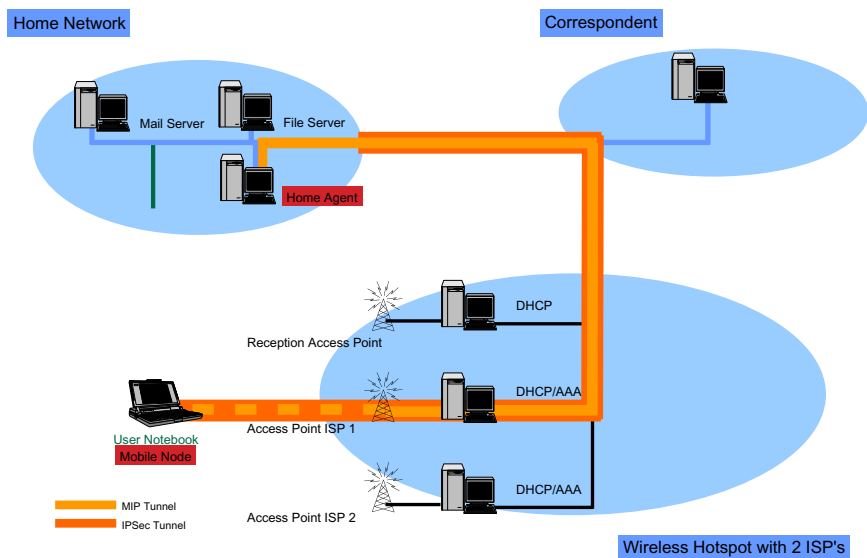 Home Network
Correspondent
Mail Server
File Server
Home Agent
DHCP
Reception Access Point
DHCP/AAA
Access Point ISP 1
User Notebook
Mobile Node
DHCP/AAA
MIP Tunnel
IPSec Tunnel
Access Point ISP 2
Wireless Hotspot with 2 ISP's